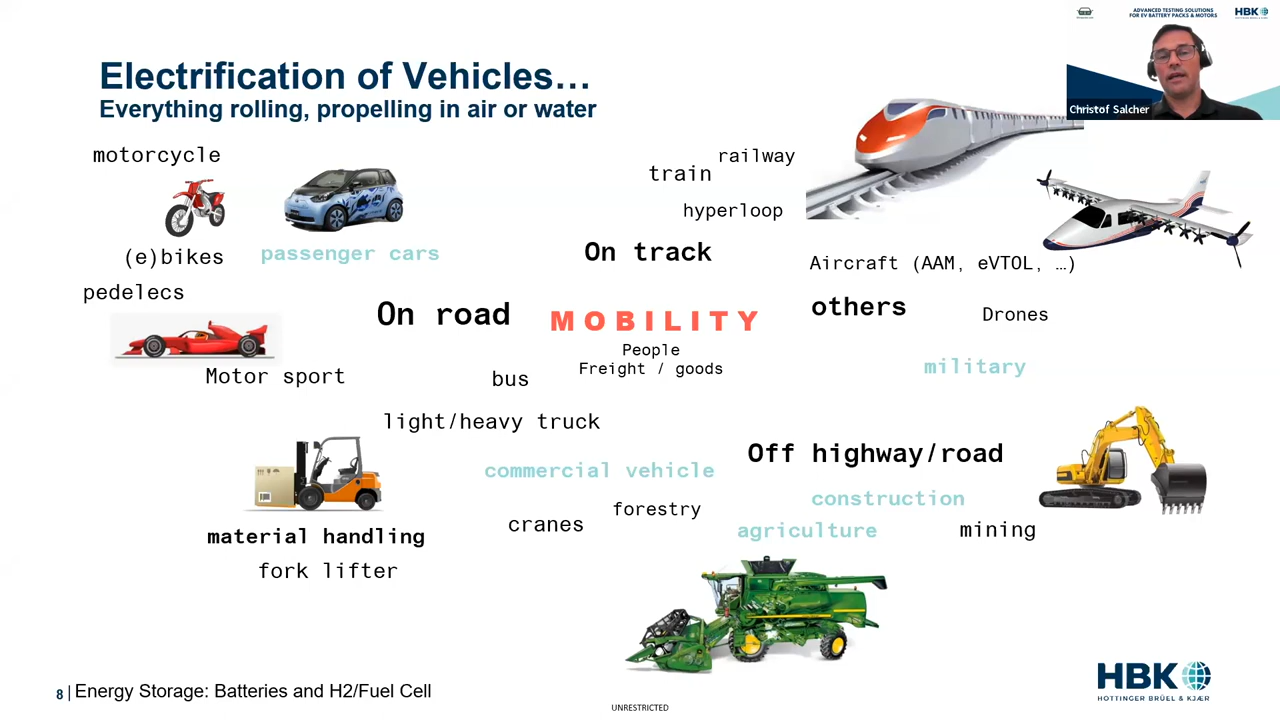 ADVANCED TESTING SOLUTIONS
FOR EV BATTERY PACKS & MOTORS
HBK
Christof Salcher
Electrification of Vehicles…
Everything rolling, propelling in air or water
motorcycle
railway
train
hyperloop
(e)bikes
passenger cars
On track
Aircraft (AAM, eVTOL, …)
pedelecs
On road
MOBILITY
others
Drones
People
Freight / goods
military
Motor sport
bus
light/heavy truck
Off highway/road
commercial vehicle
construction
forestry
cranes
agriculture
mining
material handling
fork lifter
HBK
HOTTINGER BRÜEL & KJÆR
8 | Energy Storage: Batteries and H2/Fuel Cell
UNRESTRICTED